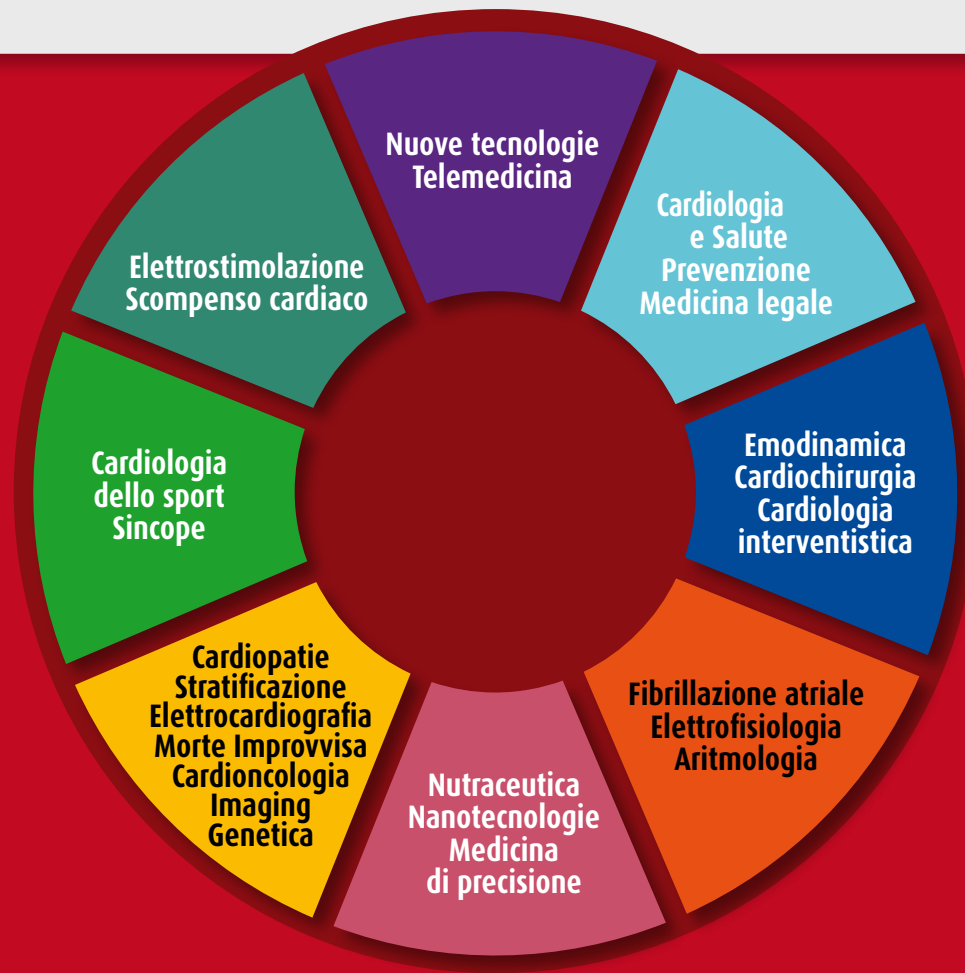 Nuove tecnologie
Telemedicina
Cardiologia
e Salute
Prevenzione
Medicina legale
Emodinamica
Cardiochirurgia
Cardiologia
interventistica
Fibrillazione atriale
Elettrofisiologia
Aritmologia
Nutraceutica
Nanotecnologie
Medicina
di precisione
Cardiopatie
Stratificazione
Elettrocardiografia
Morte Improvvisa
Cardioncologia
Imaging
Genetica
Cardiologia
dello sport
Sincope
Elettrostimolazione
Scompenso cardiaco